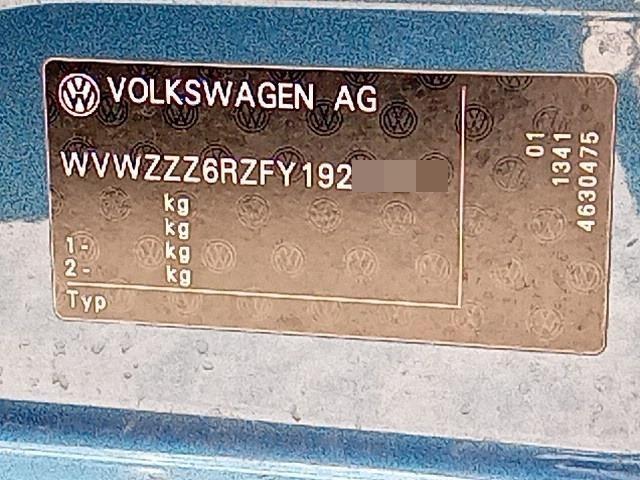 VOLKSWAGEN AG
WVWZZZ6RZFY192
kg
kg
1- kg
2- kg
Typ
01
1341
4630475